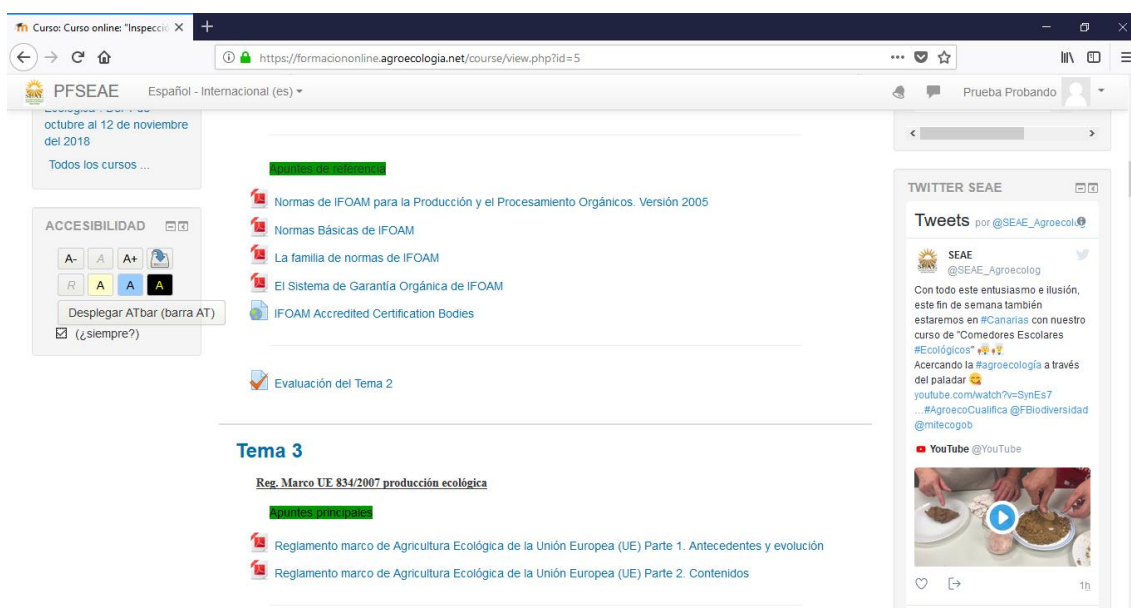 Curso: Curso online: "Inspecció
https://formaciononline.agroecologia.net/course/view.php?id=5
PFSEAE
Español - Internacional (es)
Prueba Probando
octubre al 12 de noviembre
del 2018
Todos los cursos ...
ACCESIBILIDAD
A- A A+
R A A A
Desplegar ATbar (barra AT)
(¿siempre?)
Apuntes de referencia
Normas de IFOAM para la Producción y el Procesamiento Orgánicos. Versión 2005
Normas Básicas de IFOAM
La familia de normas de IFOAM
El Sistema de Garantía Orgánica de IFOAM
IFOAM Accredited Certification Bodies
Evaluación del Tema 2
Tema 3
Reg. Marco UE 834/2007 producción ecológica
Apuntes principales
Reglamento marco de Agricultura Ecológica de la Unión Europea (UE) Parte 1. Antecedentes y evolución
Reglamento marco de Agricultura Ecológica de la Unión Europea (UE) Parte 2. Contenidos
TWITTER SEAE
Tweets por @SEAE_Agroecolo
SEAE
@SEAE_Agroecolog
Con todo este entusiasmo e ilusión,
este fin de semana también
estaremos en #Canarias con nuestro
curso de "Comedores Escolares
#Ecológicos"
Acercando la #agroecología a través
del paladar
youtube.com/watch?v=SynEs7
…#AgroecoCualifica @FBiodiversidad
@mitecogob
YouTube @YouTube
1h